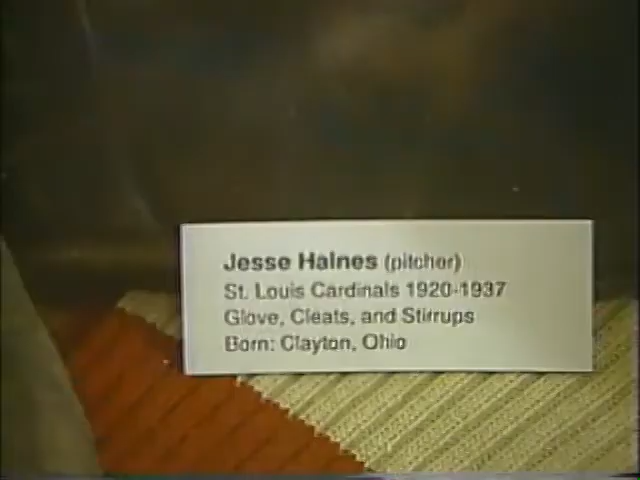 Jesse Haines (pitcher)
St. Louis Cardinals 1920-1937
Glove, Cleats, and Stirrups
Born: Clayton, Ohio